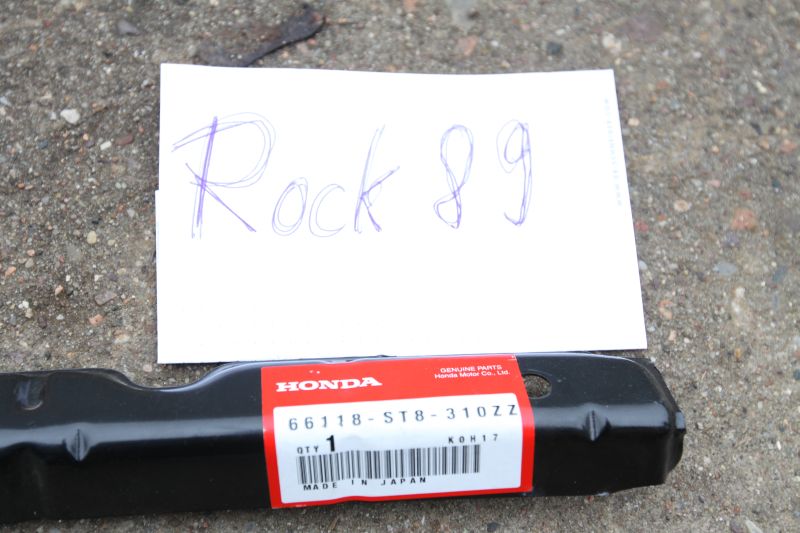 Rock 89
HONDA
GENUINE PARTS
Honda Motor Co., Ltd.
66118-ST8-310ZZ
QTY 1 K0H17
MADE IN JAPAN